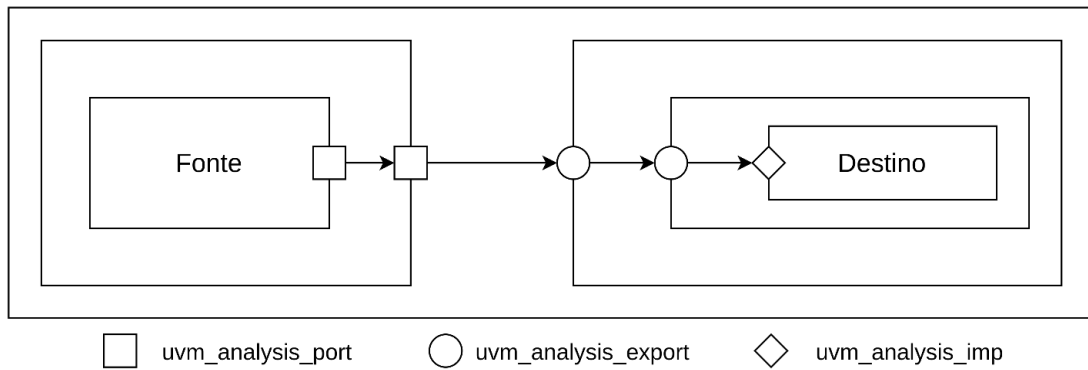 Fonte
Destino
uvm_analysis_port
uvm_analysis_export
uvm_analysis_imp